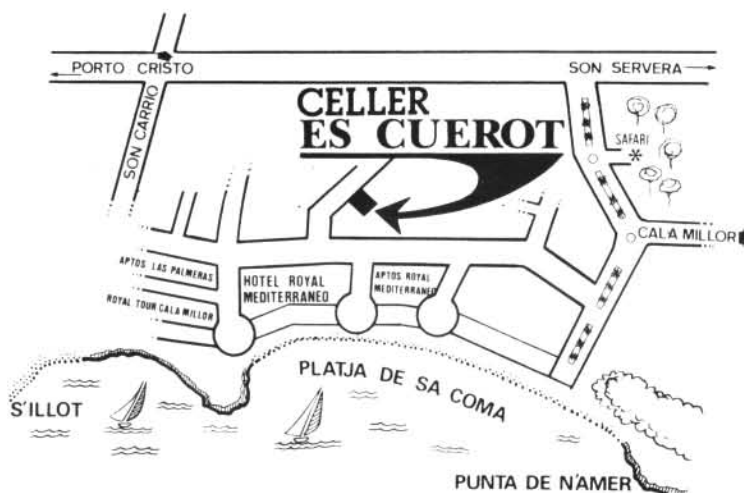 PORTO CRISTO
SON SERVERA
SON CARRIO
CELLER
ES CUEROT
SAFARI
CALA MILLOR
APTOS LAS PALMERAS
ROYAL TOUR CALA MILLOR
HOTEL ROYAL
MEDITERRANEO
APTOS ROYAL
MEDITERRANEO
PLATJA DE SA COMA
S'ILLOT
PUNTA DE N'AMER